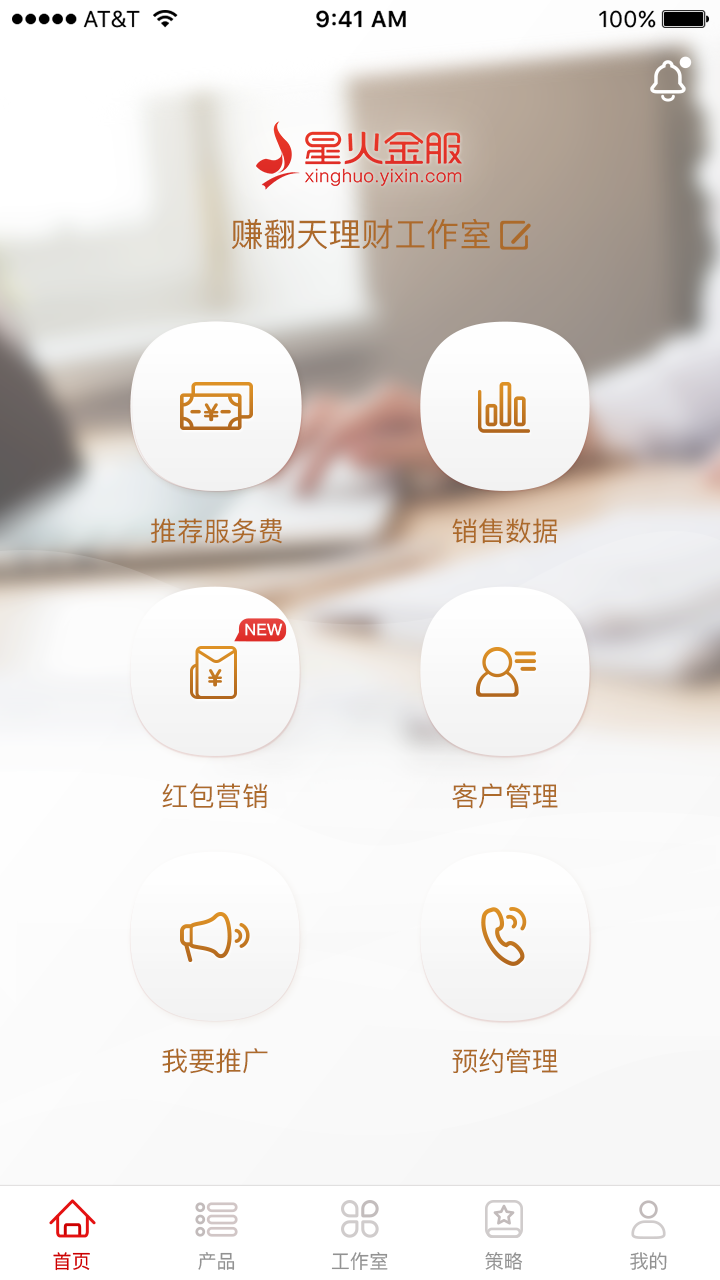 AT&T 9:41 AM 100%
星火金服
xinghuo.yixin.com
赚翻天理财工作室
¥
推荐服务费 销售数据
NEW
¥
红包营销 客户管理
我要推广 预约管理
首页 产品 工作室 策略 我的